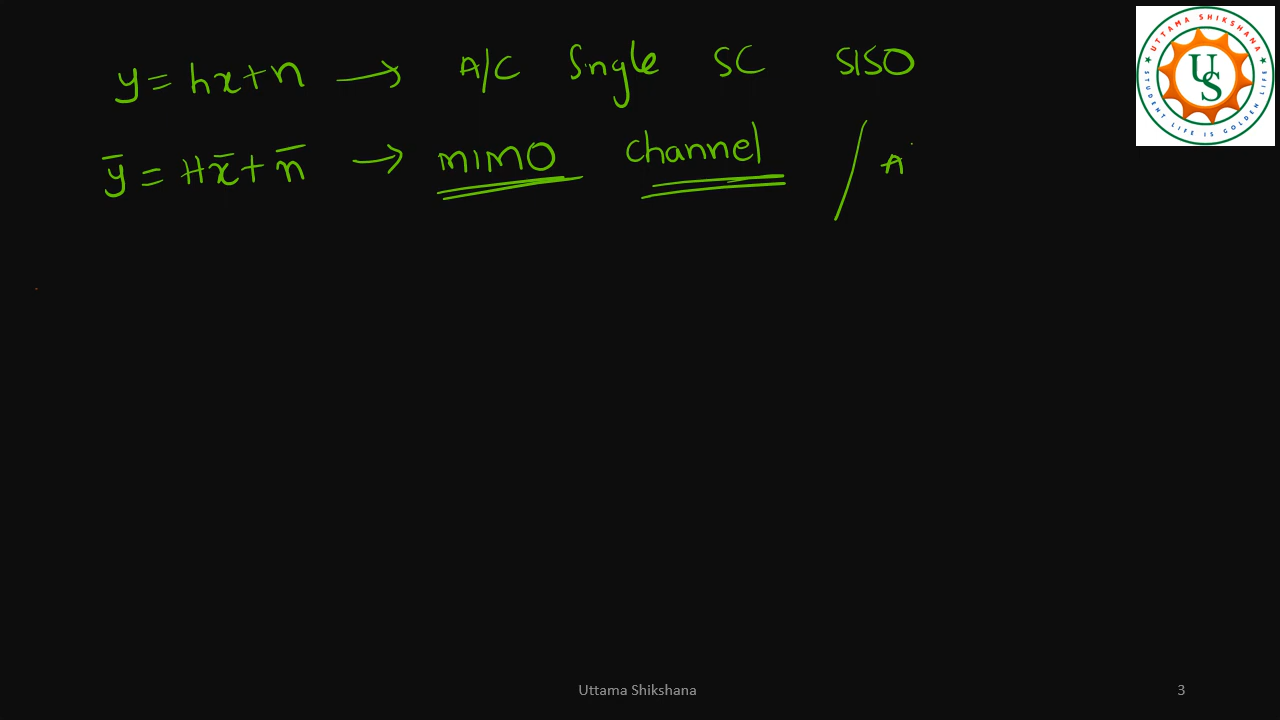 y = hx + n → A/C Single SC SISO
ȳ = Hx̄ + n̄ → MIMO Channel / A
UTTAMA SHIKSHANA
US
STUDENT LIFE IS GOLDEN LIFE
Uttama Shikshana
3